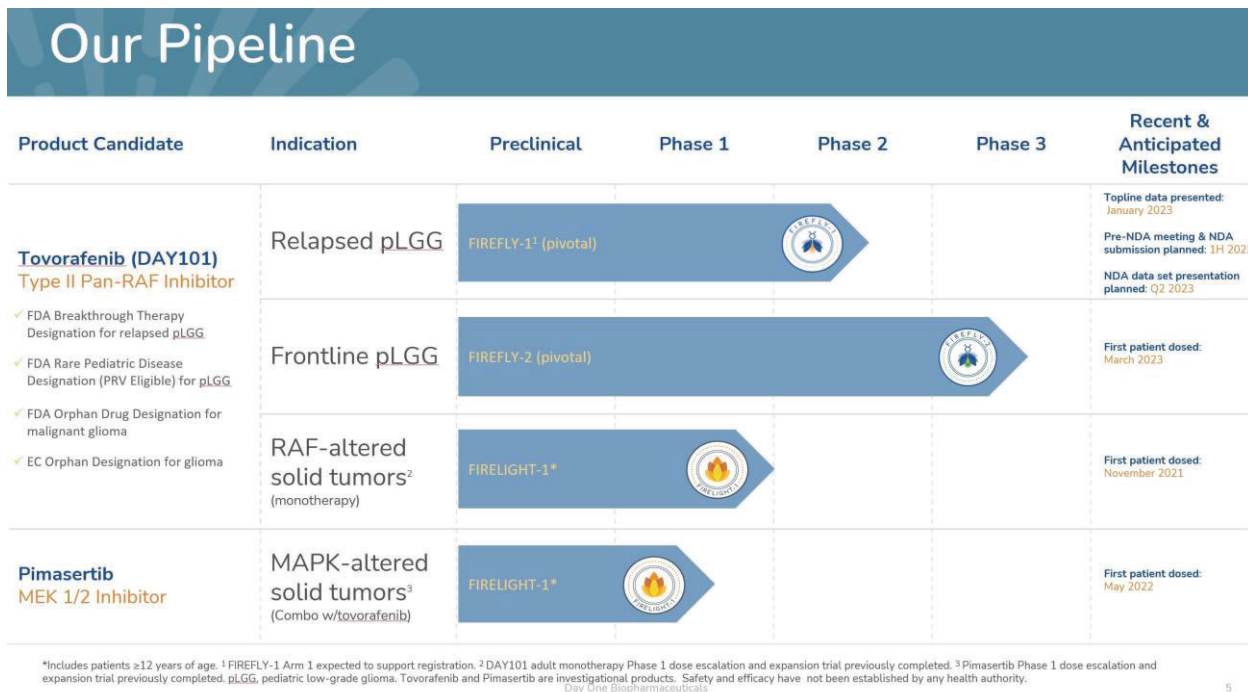 Our Pipeline
Product Candidate
Indication
Preclinical
Phase 1
Phase 2
Phase 3
Recent &
Anticipated
Milestones
Tovorafenib (DAY101)
Type II Pan-RAF Inhibitor
✓ FDA Breakthrough Therapy
Designation for relapsed pLGG
✓ FDA Rare Pediatric Disease
Designation (PRV Eligible) for pLGG
✓ FDA Orphan Drug Designation for
malignant glioma
✓ EC Orphan Designation for glioma
Relapsed pLGG
FIREFLY-1¹ (pivotal)
FIREFLY-1
Topline data presented:
January 2023
Pre-NDA meeting & NDA
submission planned: 1H
NDA data set presentation
planned: Q2 2023
Frontline pLGG
FIREFLY-2 (pivotal)
FIREFLY-2
First patient dosed:
March 2023
RAF-altered
solid tumors²
(monotherapy)
FIRELIGHT-1*
FIRELIGHT-1
First patient dosed:
November 2021
Pimasertib
MEK 1/2 Inhibitor
MAPK-altered
solid tumors³
(Combo w/tovorafenib)
FIRELIGHT-1*
FIRELIGHT-1
First patient dosed:
May 2022
*Includes patients ≥12 years of age. ¹ FIREFLY-1 Arm 1 expected to support registration. ² DAY101 adult monotherapy Phase 1 dose escalation and expansion trial previously completed. ³ Pimasertib Phase 1 dose escalation and
expansion trial previously completed. pLGG, pediatric low-grade glioma. Tovorafenib and Pimasertib are investigational products. Safety and efficacy have not been established by any health authority.
Day One Biopharmaceuticals
5